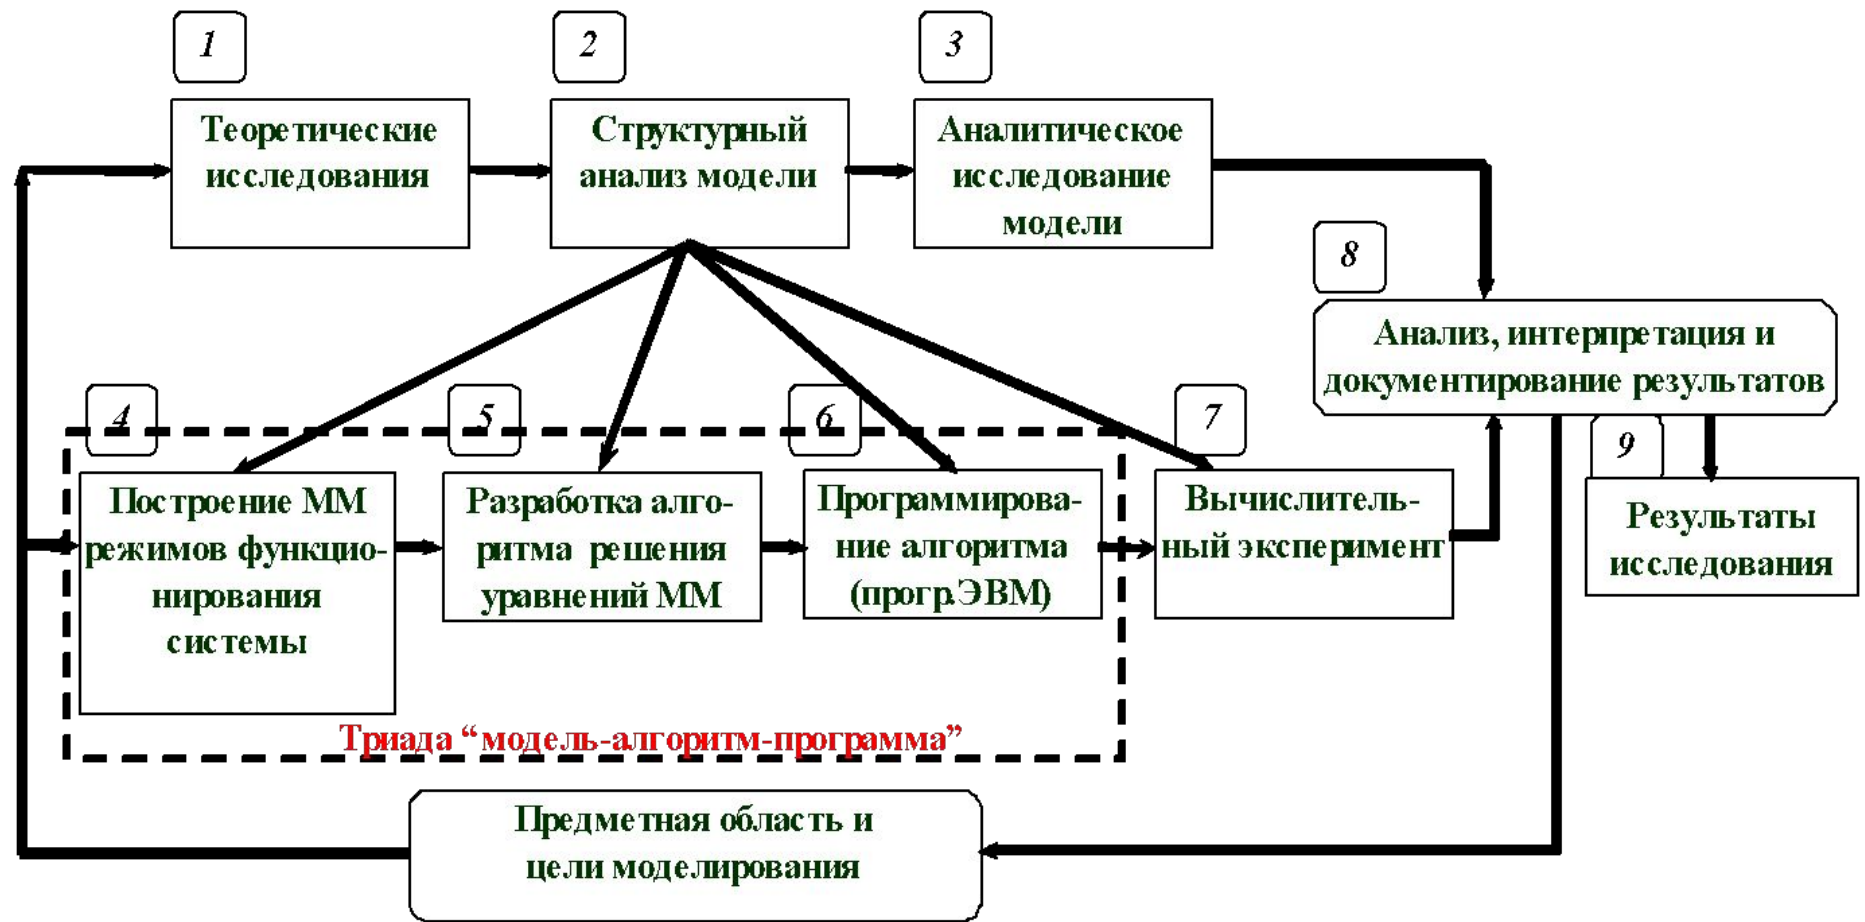 1
Теоретические
исследования
2
Структурный
анализ модели
3
Аналитическое
исследование
модели
8
Анализ, интерпретация и
документирование результатов
4
Построение ММ
режимов функцио-
нирования
системы
5
Разработка алго-
ритма решения
уравнений ММ
6
Программирова-
ние алгоритма
(прогр.ЭВМ)
7
Вычислитель-
ный эксперимент
9
Результаты
исследования
Триада “модель-алгоритм-программа”
Предметная область и
цели моделирования